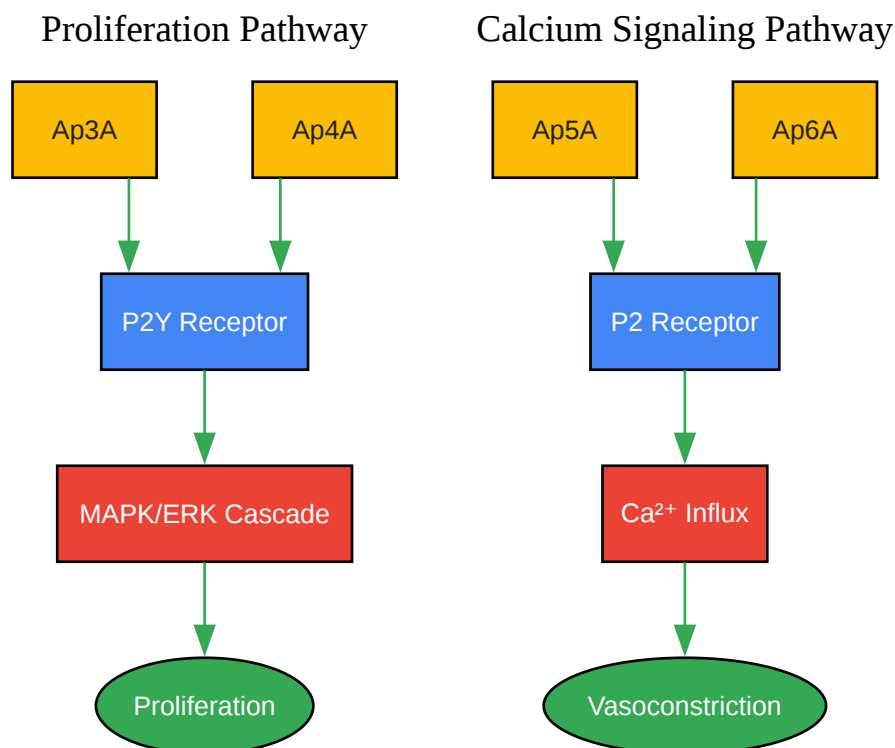 Proliferation Pathway
Calcium Signaling Pathway
Ap3A
Ap4A
Ap5A
Ap6A
P2Y Receptor
P2 Receptor
MAPK/ERK Cascade
Ca²⁺ Influx
Proliferation
Vasoconstriction